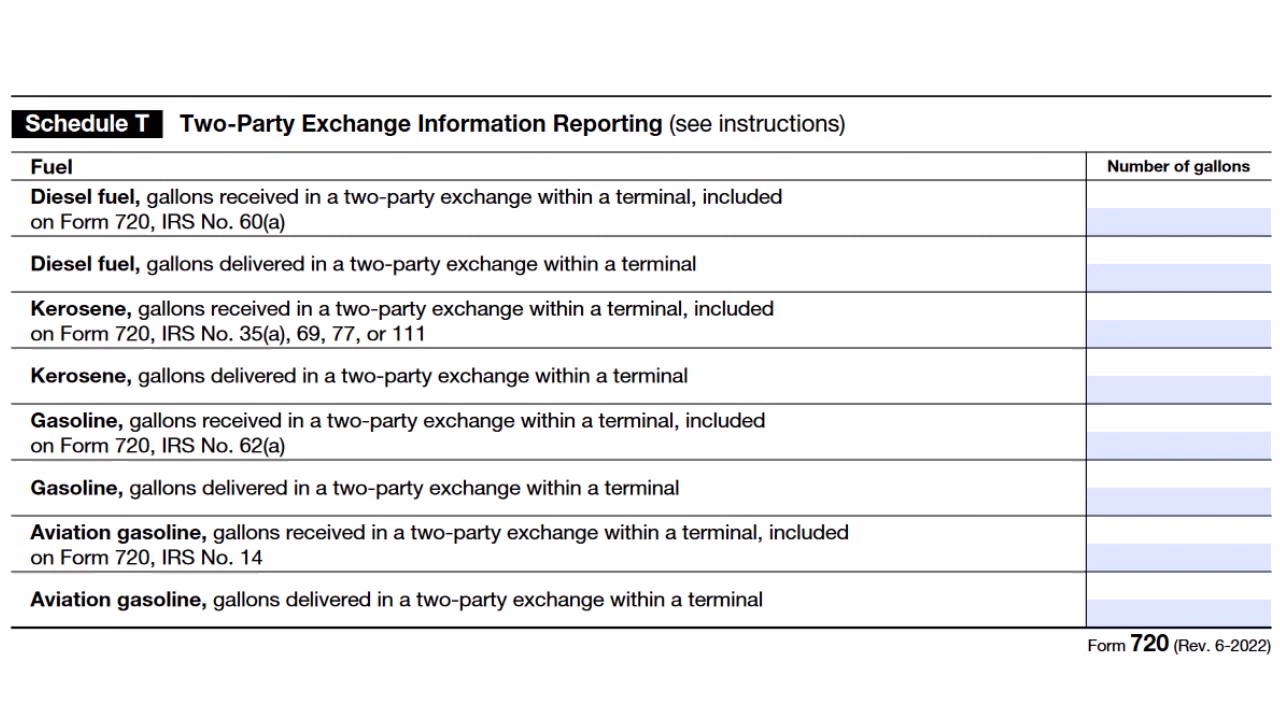 Schedule T Two-Party Exchange Information Reporting (see instructions)
Fuel Number of gallons
Diesel fuel, gallons received in a two-party exchange within a terminal, included
on Form 720, IRS No. 60(a)
Diesel fuel, gallons delivered in a two-party exchange within a terminal
Kerosene, gallons received in a two-party exchange within a terminal, included
on Form 720, IRS No. 35(a), 69, 77, or 111
Kerosene, gallons delivered in a two-party exchange within a terminal
Gasoline, gallons received in a two-party exchange within a terminal, included
on Form 720, IRS No. 62(a)
Gasoline, gallons delivered in a two-party exchange within a terminal
Aviation gasoline, gallons received in a two-party exchange within a terminal, included
on Form 720, IRS No. 14
Aviation gasoline, gallons delivered in a two-party exchange within a terminal
Form 720 (Rev. 6-2022)